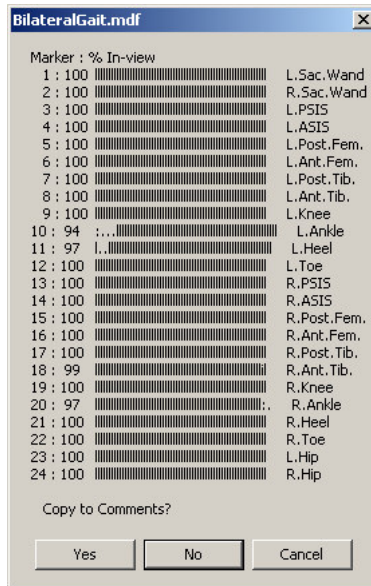 BilateralGait.mdf
Marker : % In-view
1 : 100 L.Sac.Wand
2 : 100 R.Sac.Wand
3 : 100 L.PSIS
4 : 100 L.ASIS
5 : 100 L.Post.Fem.
6 : 100 L.Ant.Fem.
7 : 100 L.Post.Tib.
8 : 100 L.Ant.Tib.
9 : 100 L.Knee
10 : 94 L.Ankle
11 : 97 L.Heel
12 : 100 L.Toe
13 : 100 R.PSIS
14 : 100 R.ASIS
15 : 100 R.Post.Fem.
16 : 100 R.Ant.Fem.
17 : 100 R.Post.Tib.
18 : 99 R.Ant.Tib.
19 : 100 R.Knee
20 : 97 R.Ankle
21 : 100 R.Heel
22 : 100 R.Toe
23 : 100 L.Hip
24 : 100 R.Hip
Copy to Comments?
Yes No Cancel